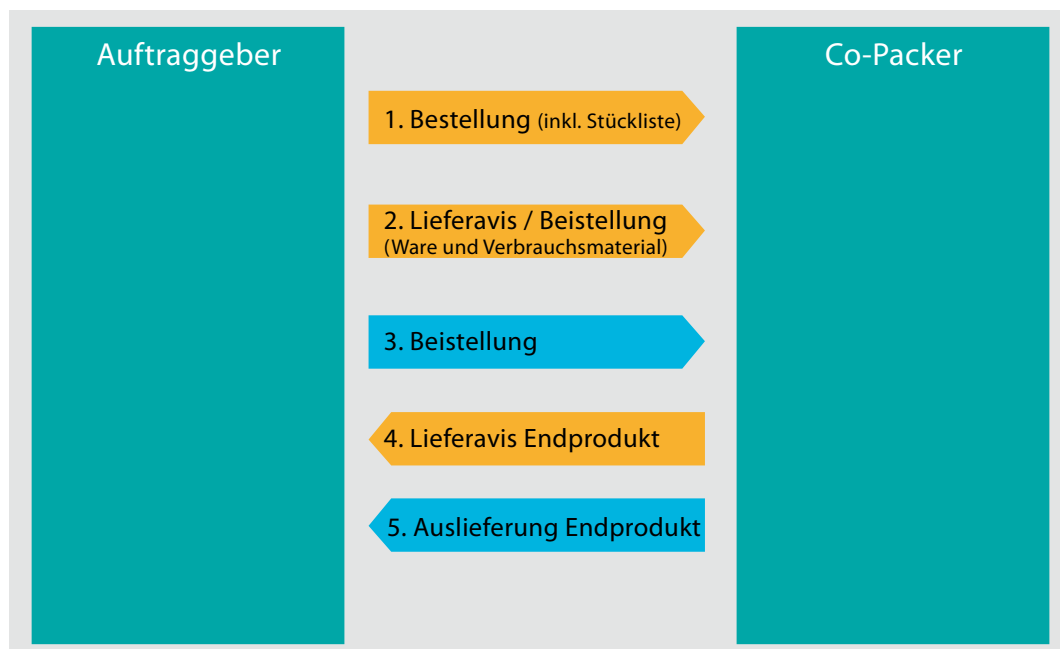 Auftraggeber
Co-Packer
1. Bestellung (inkl. Stückliste)
2. Lieferavis / Beistellung
(Ware und Verbrauchsmaterial)
3. Beistellung
4. Lieferavis Endprodukt
5. Auslieferung Endprodukt